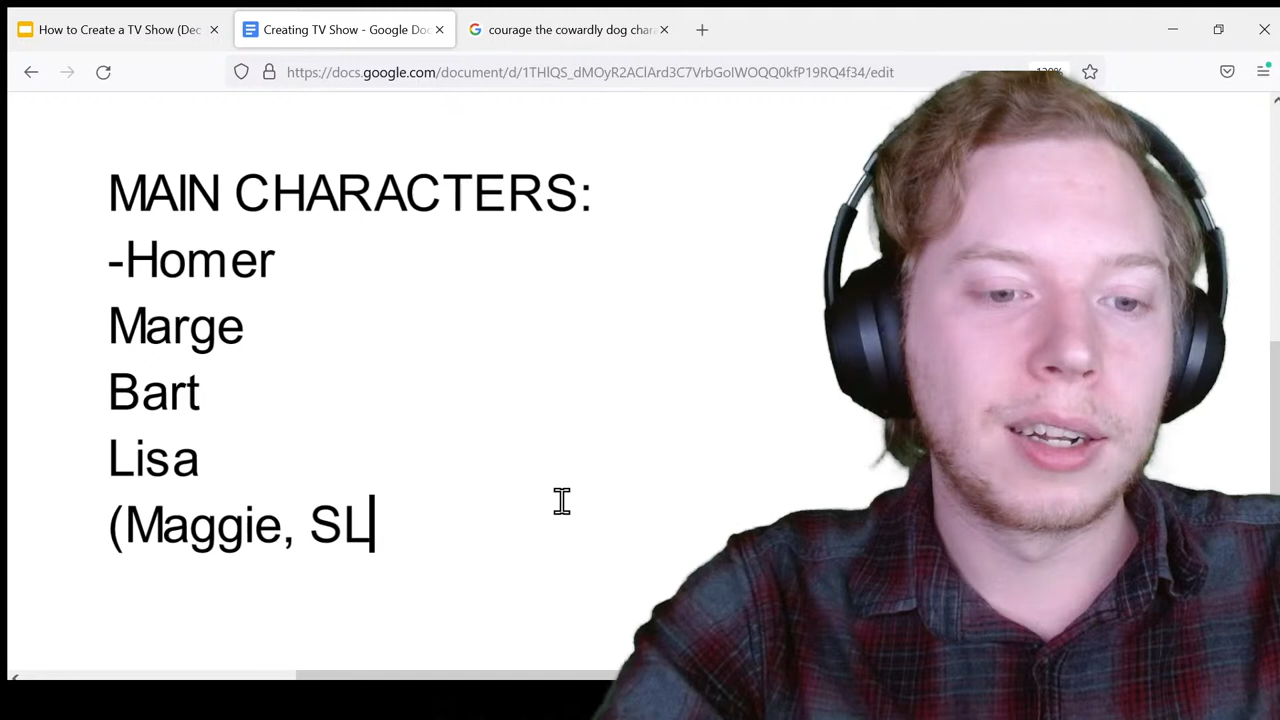 How to Create a TV Show (Dec
Creating TV Show - Google Doc
courage the cowardly dog char
https://docs.google.com/document/d/1THlQS_dMOyR2AClArd3C7VrbGoIWOQQ0kfP19RQ4f34/edit
MAIN CHARACTERS:
-Homer
Marge
Bart
Lisa
(Maggie, SL